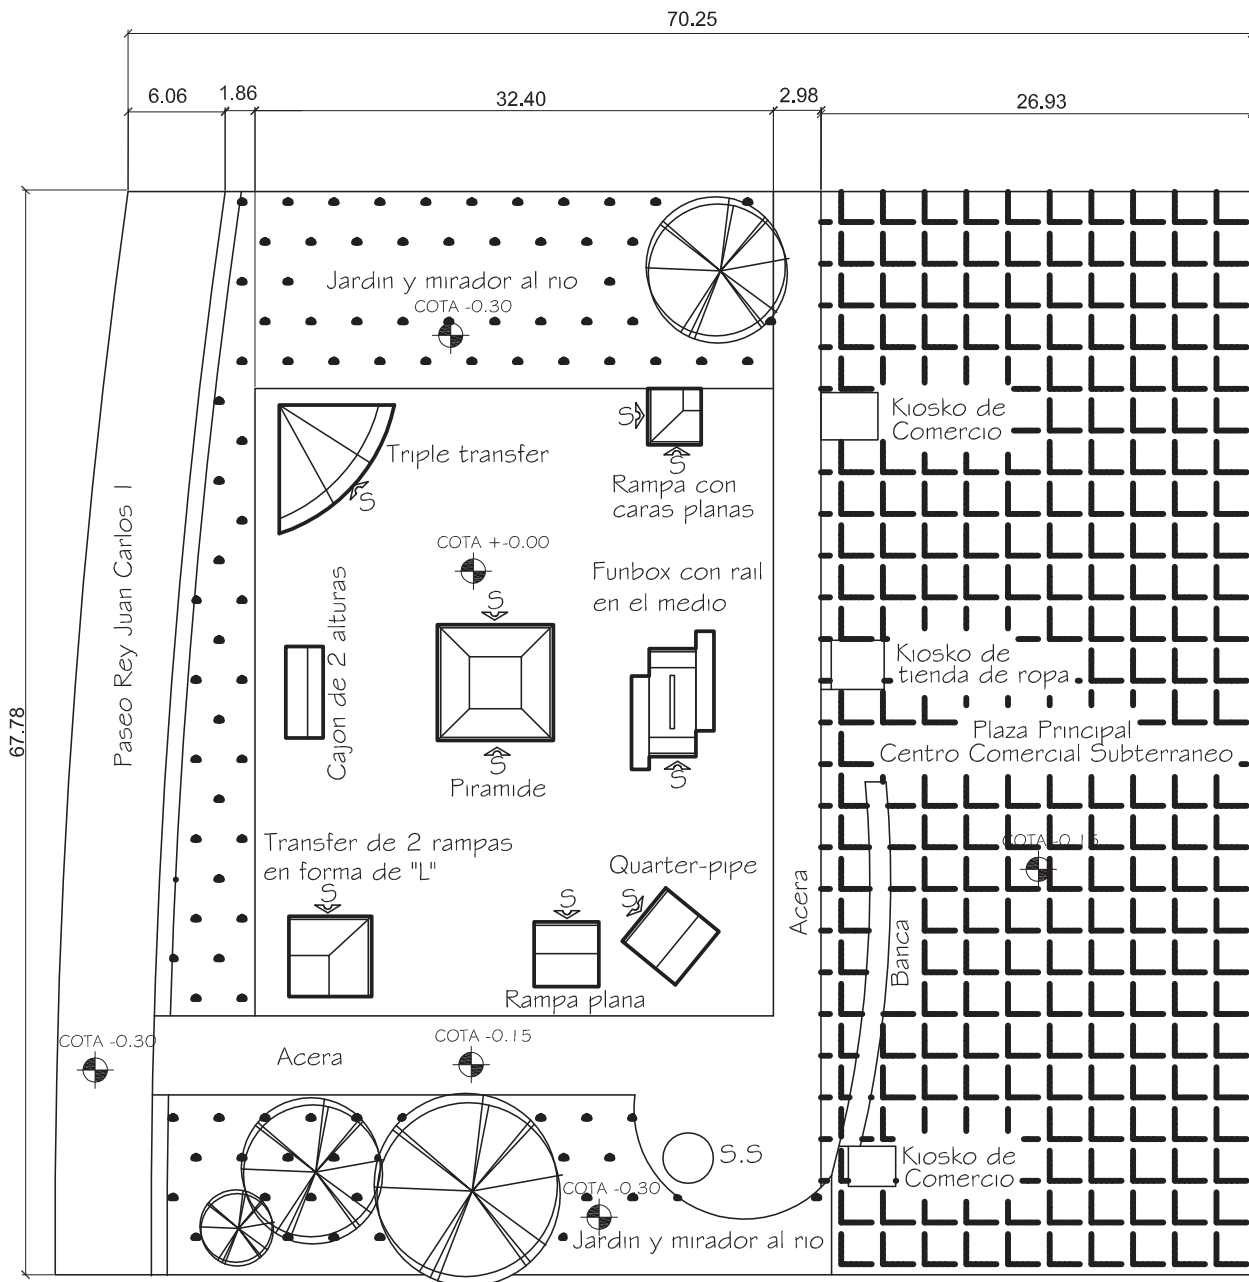 70.25
6.06
1.86
32.40
2.98
26.93
67.78
Jardin y mirador al rio
COTA -0.30
Triple transfer
S
S
S
Rampa con
caras planas
Kiosko de
Comercio
Paseo Rey Juan Carlos I
COTA +-0.00
Funbox con rail
en el medio
S
Cajon de 2 alturas
S
Piramide
S
Kiosko de
tienda de ropa
Plaza Principal
Centro Comercial Subterraneo
COTA -0.15
Transfer de 2 rampas
en forma de "L"
S
Quarter-pipe
S
S
Rampa plana
Acera
Banca
COTA -0.30
Acera
COTA -0.15
S.S
Kiosko de
Comercio
COTA -0.30
Jardin y mirador al rio